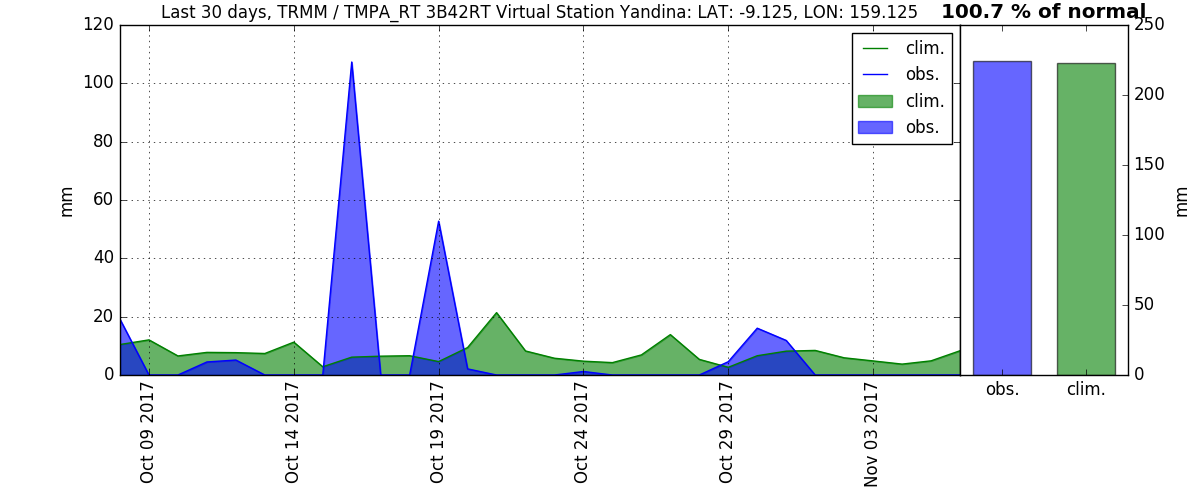 Last 30 days, TRMM / TMPA_RT 3B42RT Virtual Station Yandina: LAT: -9.125, LON: 159.125
100.7 % of normal
120
100
80
60
40
20
0
mm
clim.
obs.
clim.
obs.
250
200
150
100
50
0
mm
obs.
clim.
Oct 09 2017
Oct 14 2017
Oct 19 2017
Oct 24 2017
Oct 29 2017
Nov 03 2017